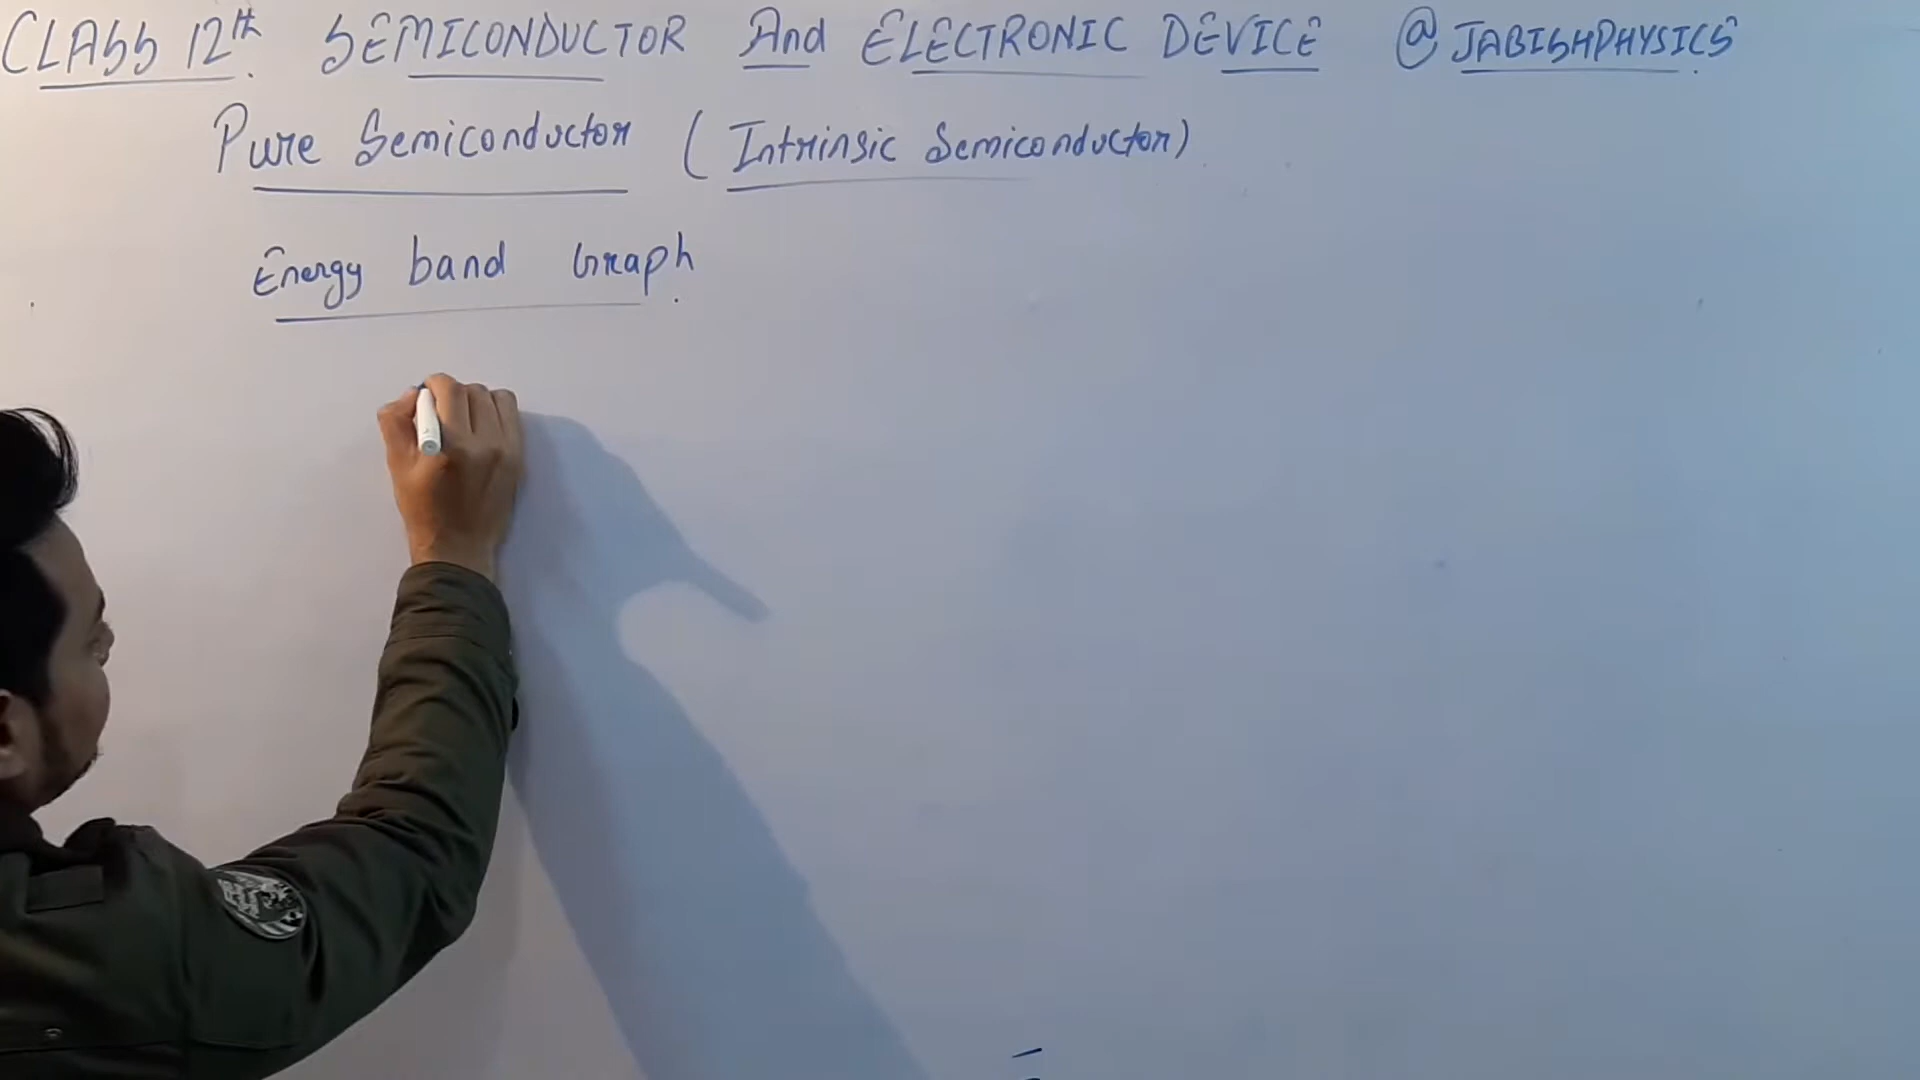 CLASS 12th SEMICONDUCTOR And ELECTRONIC DEVICE @JABISHPHYSICS
Pure Semiconductor (Intrinsic Semiconductor)
Energy band Graph